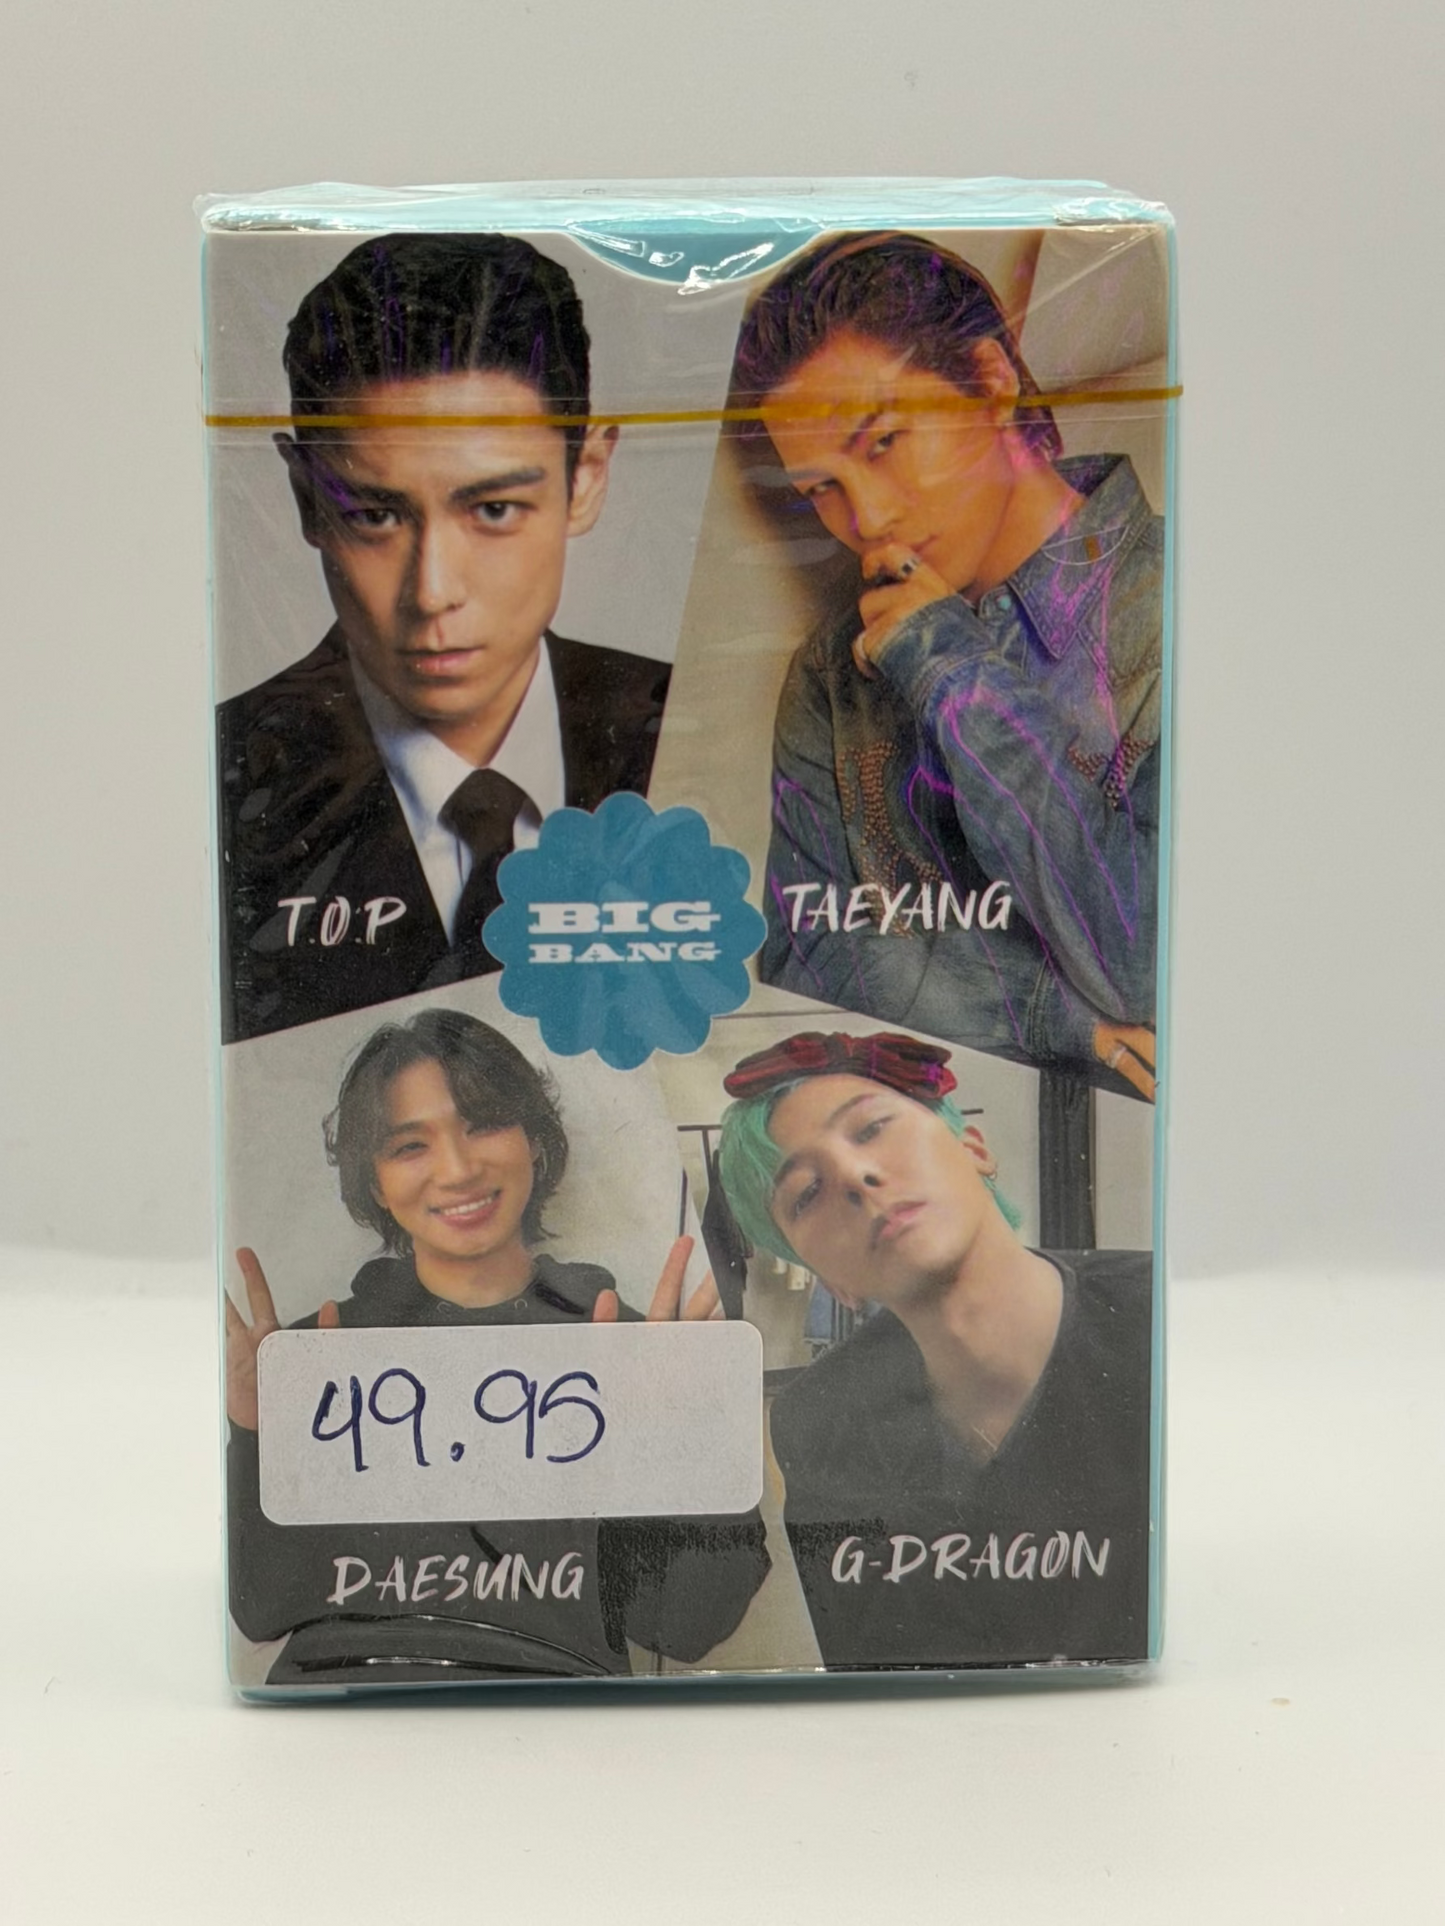 T.O.P
TAEYANG
BIG
BANG
49.95
DAESUNG
G-DRAGON